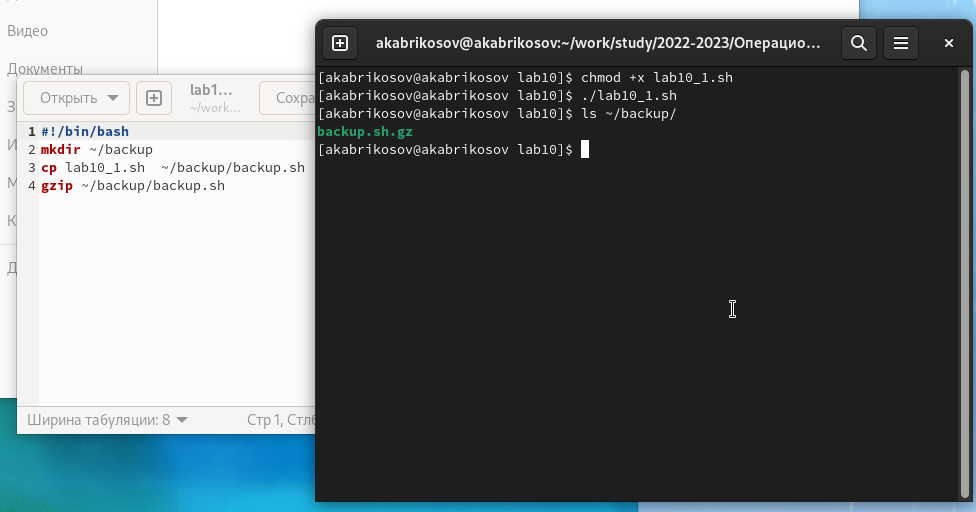 Видео
Документы
З
И
М
К
Д
Открыть
lab1...
~/work...
Сохра
1 #!/bin/bash
2 mkdir ~/backup
3 cp lab10_1.sh  ~/backup/backup.sh
4 gzip ~/backup/backup.sh
Ширина табуляции: 8
Стр 1, Стлб
akabrikosov@akabrikosov:~/work/study/2022-2023/Операцио...
[akabrikosov@akabrikosov lab10]$ chmod +x lab10_1.sh
[akabrikosov@akabrikosov lab10]$ ./lab10_1.sh
[akabrikosov@akabrikosov lab10]$ ls ~/backup/
backup.sh.gz
[akabrikosov@akabrikosov lab10]$